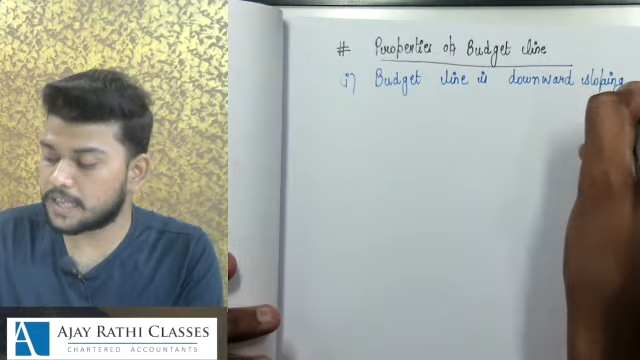 # Properties of Budget line
i) Budget line is downward sloping
A
AJAY RATHI CLASSES
CHARTERED ACCOUNTANTS